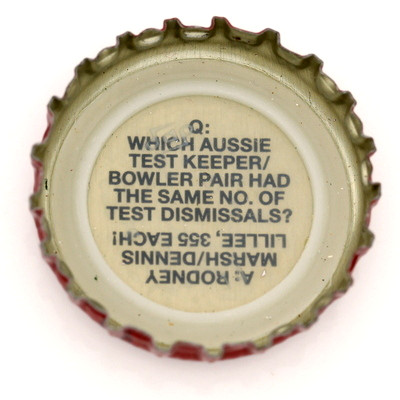 Q:
WHICH AUSSIE
TEST KEEPER/
BOWLER PAIR HAD
THE SAME NO. OF
TEST DISMISSALS?
A: RODNEY
MARSH/DENNIS
LILLEE, 355 EACH!